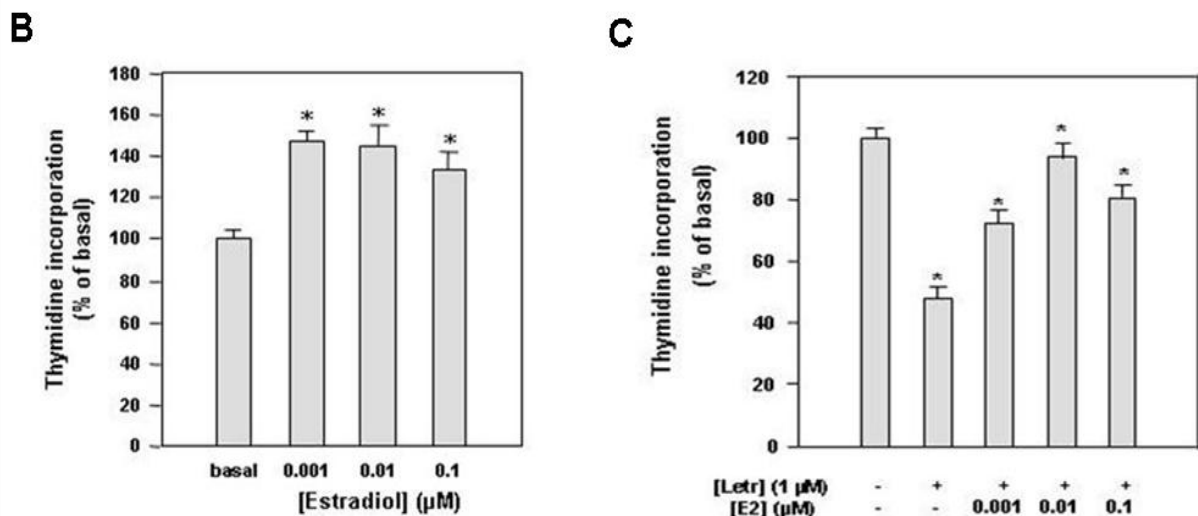 B
180
160
140
120
100
80
60
40
20
0
Thymidine incorporation
(% of basal)
*
*
*
basal 0.001 0.01 0.1
[Estradiol] (µM)
C
120
100
80
60
40
20
0
Thymidine incorporation
(% of basal)
*
*
*
*
[Letr] (1 µM) - + + + +
[E2] (µM) - - 0.001 0.01 0.1